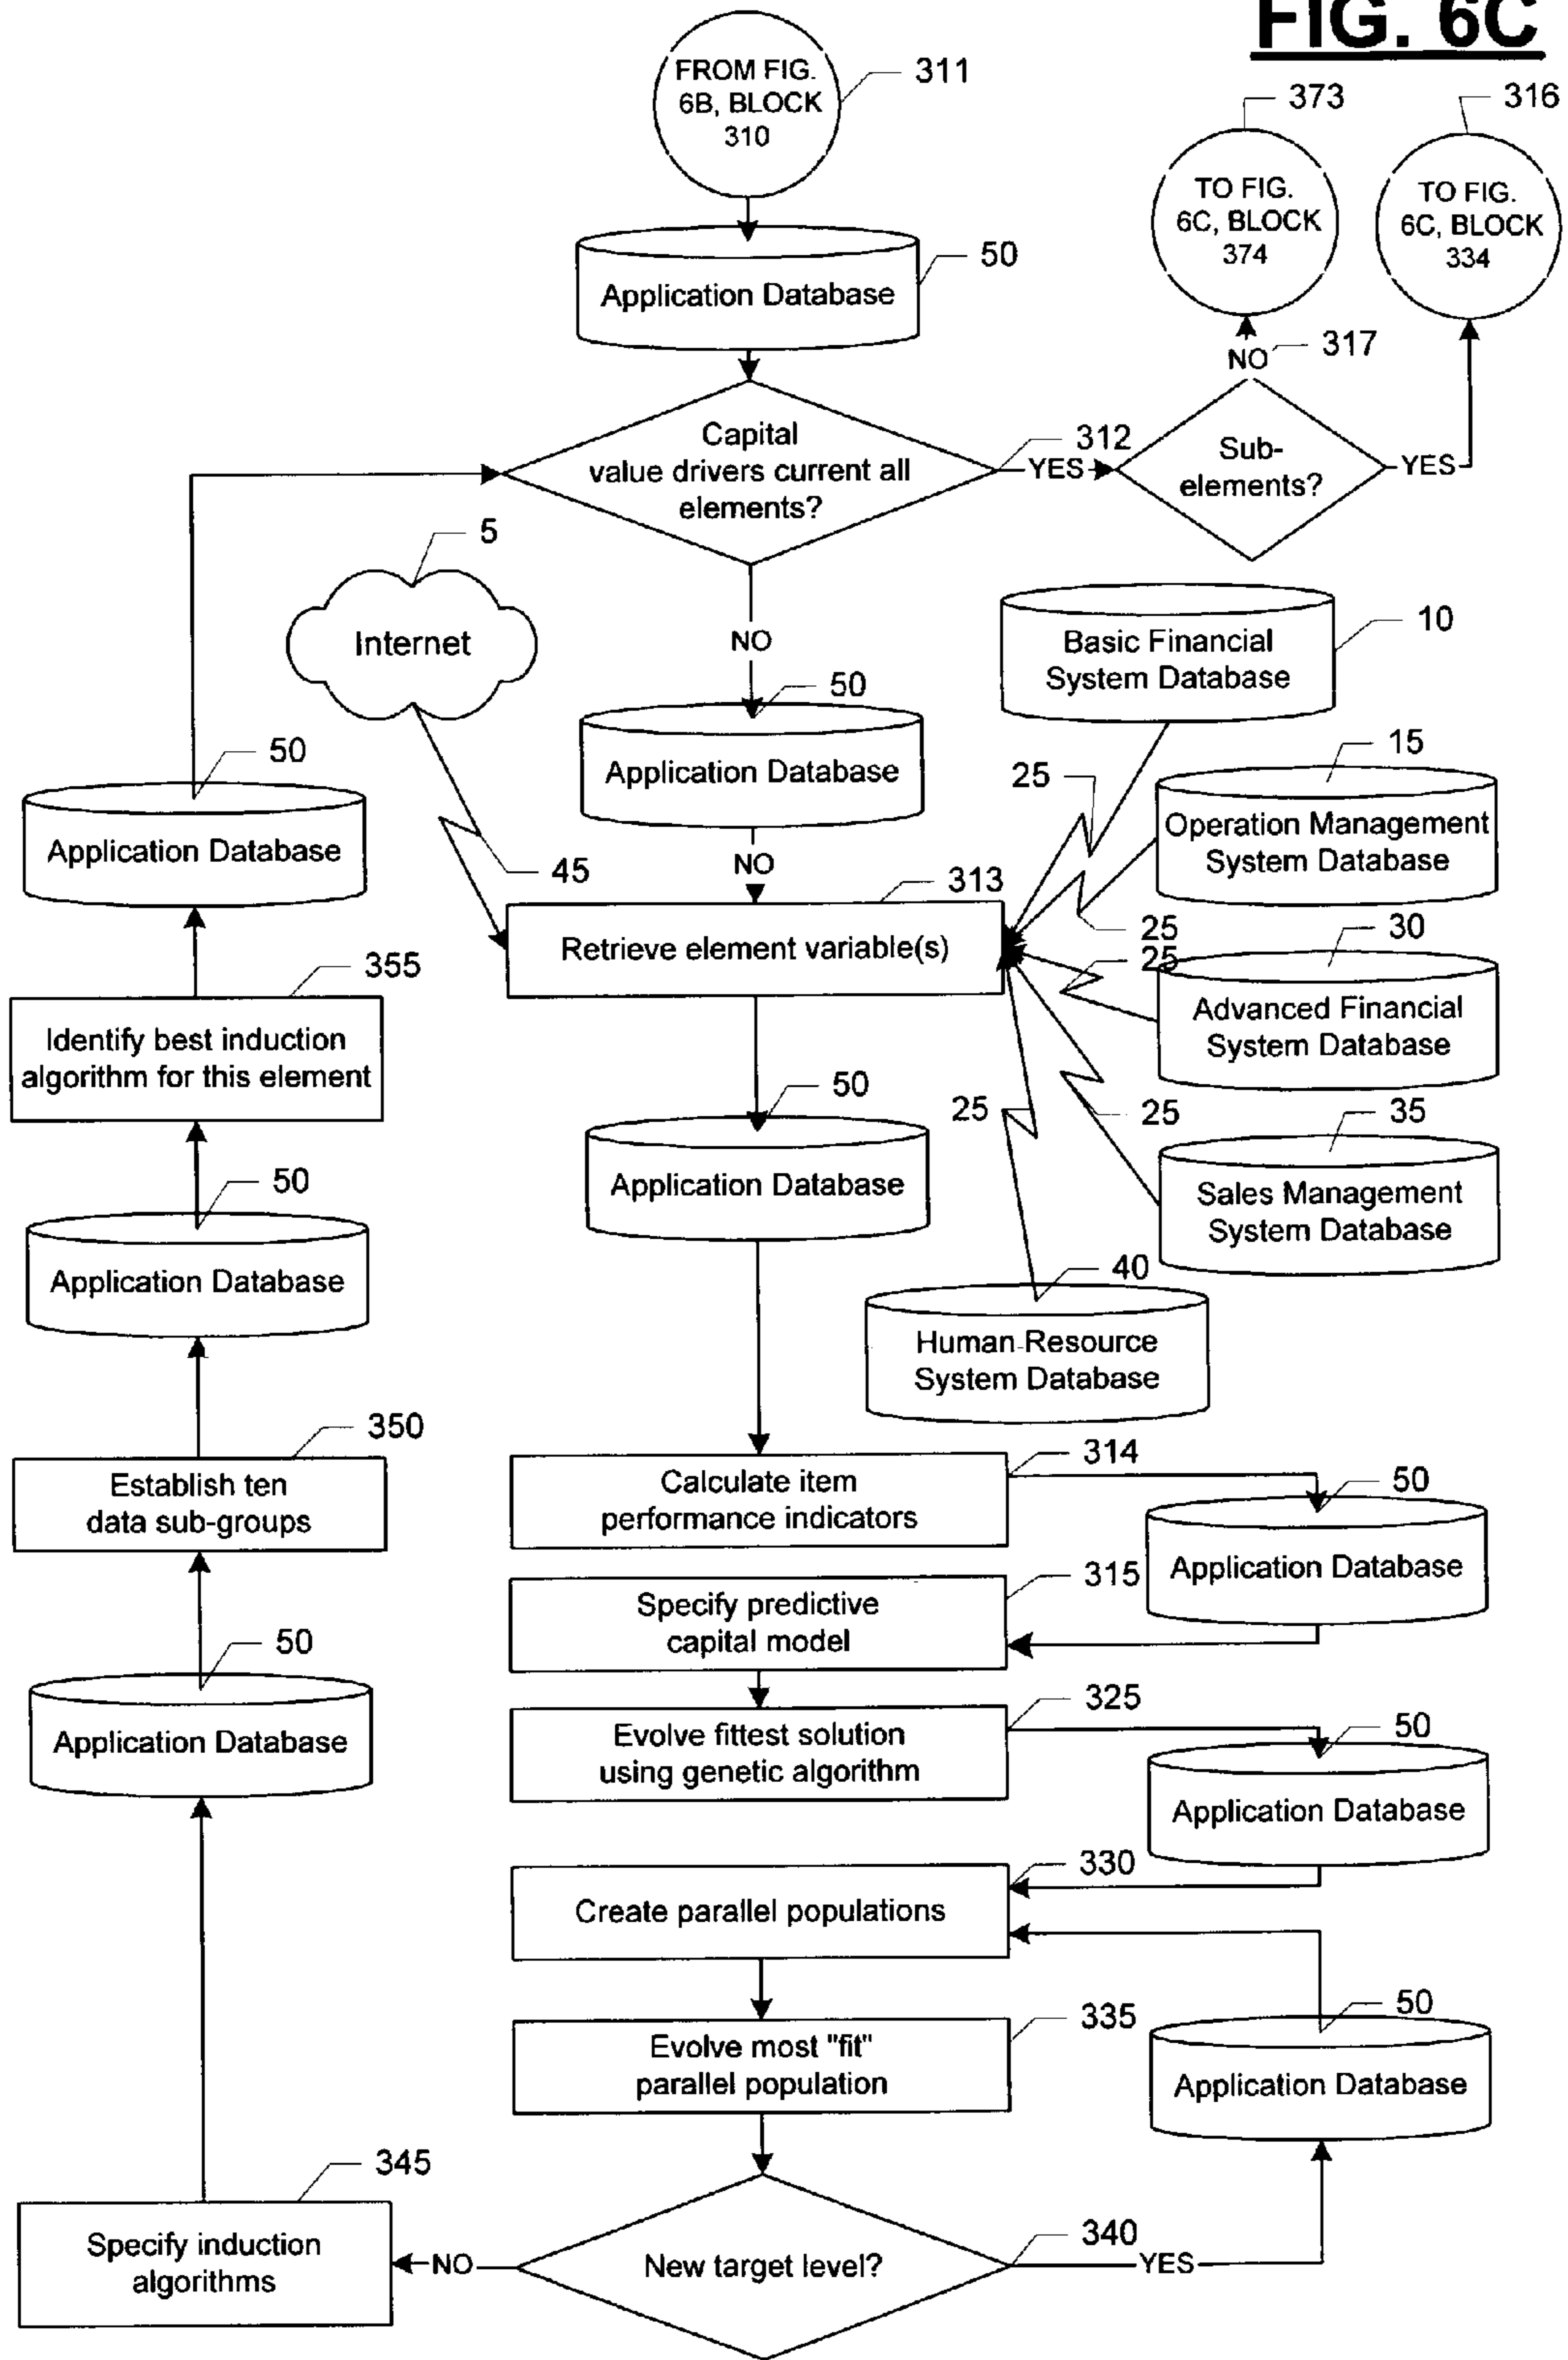 FIG. 6C
FROM FIG.
6B, BLOCK
310
311
373
316
TO FIG.
6C, BLOCK
374
TO FIG.
6C, BLOCK
334
50
Application Database
NO
317
Capital
value drivers current all
elements?
312
YES
Sub-
elements?
YES
5
Internet
NO
Basic Financial
System Database
10
50
Application Database
50
Application Database
25
15
Operation Management
System Database
45
NO
313
Retrieve element variable(s)
25
30
25
Advanced Financial
System Database
355
Identify best induction
algorithm for this element
50
Application Database
25
25
35
Sales Management
System Database
50
Application Database
40
Human Resource
System Database
350
Establish ten
data sub-groups
Calculate item
performance indicators
314
50
Application Database
Specify predictive
capital model
315
50
Application Database
Evolve fittest solution
using genetic algorithm
325
50
Application Database
Create parallel populations
330
Evolve most "fit"
parallel population
335
50
Application Database
345
Specify induction
algorithms
NO
New target level?
340
YES